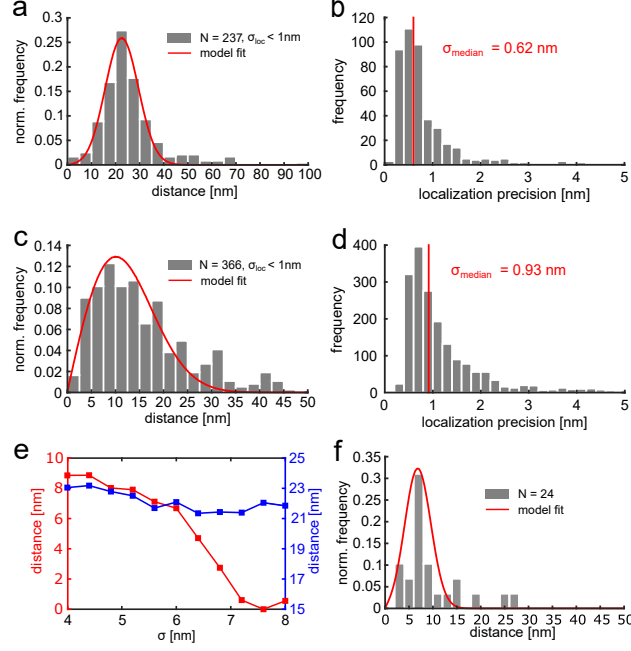 a
0.3
0.25
0.2
0.15
0.1
0.05
0
norm. frequency
N = 237, σloc < 1nm
model fit
0 10 20 30 40 50 60 70 80 90 100
distance [nm]
b
120
100
80
60
40
20
0
frequency
σmedian = 0.62 nm
0 1 2 3 4 5
localization precision [nm]
c
0.14
0.12
0.10
0.08
0.06
0.04
0.02
0
norm. frequency
N = 366, σloc < 1nm
model fit
0 5 10 15 20 25 30 35 40 45 50
distance [nm]
d
400
300
200
100
0
frequency
σmedian = 0.93 nm
0 1 2 3 4 5
localization precision [nm]
e
10
8
6
4
2
0
distance [nm]
25
23
21
19
17
15
distance [nm]
4 5 6 7 8
σ [nm]
f
0.35
0.3
0.25
0.2
0.15
0.1
0.05
0
norm. frequency
N = 24
model fit
0 5 10 15 20 25 30 35 40 45 50
distance [nm]